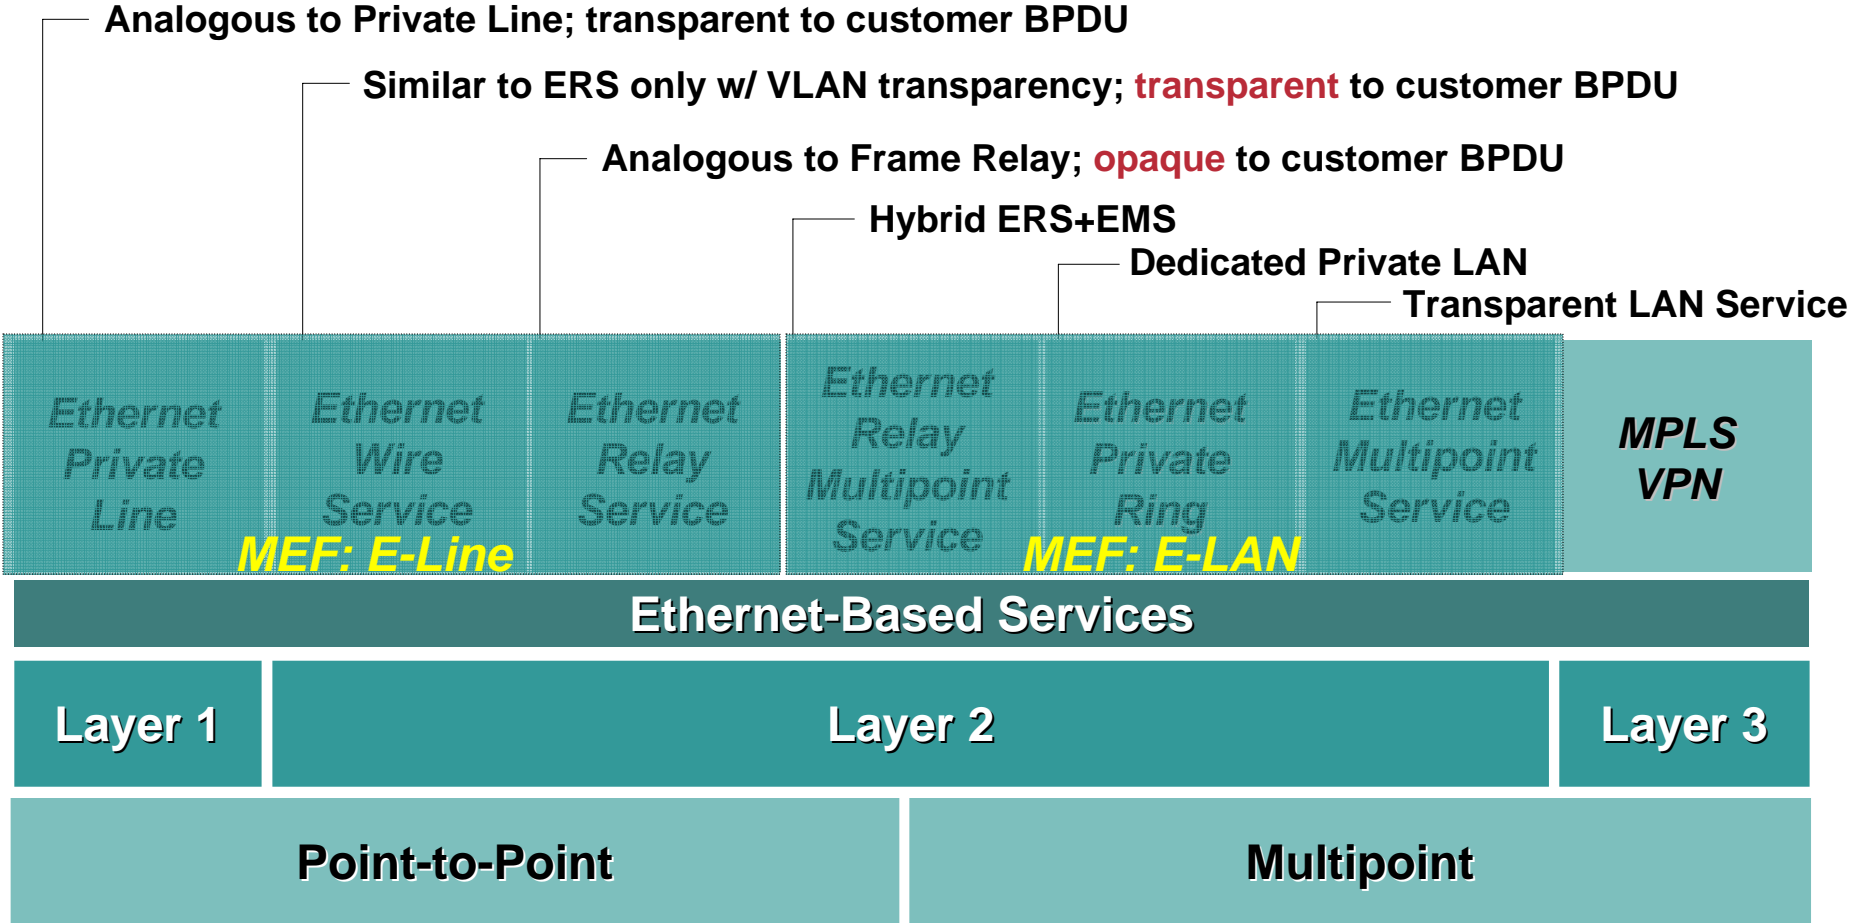 Analogous to Private Line; transparent to customer BPDU
Similar to ERS only w/ VLAN transparency; transparent to customer BPDU
Analogous to Frame Relay; opaque to customer BPDU
Hybrid ERS+EMS
Dedicated Private LAN
Transparent LAN Service
Ethernet
Private
Line
Ethernet
Wire
Service
Ethernet
Relay
Service
Ethernet
Relay
Multipoint
Service
Ethernet
Private
Ring
Ethernet
Multipoint
Service
MPLS
VPN
MEF: E-Line
MEF: E-LAN
Ethernet-Based Services
Layer 1
Layer 2
Layer 3
Point-to-Point
Multipoint